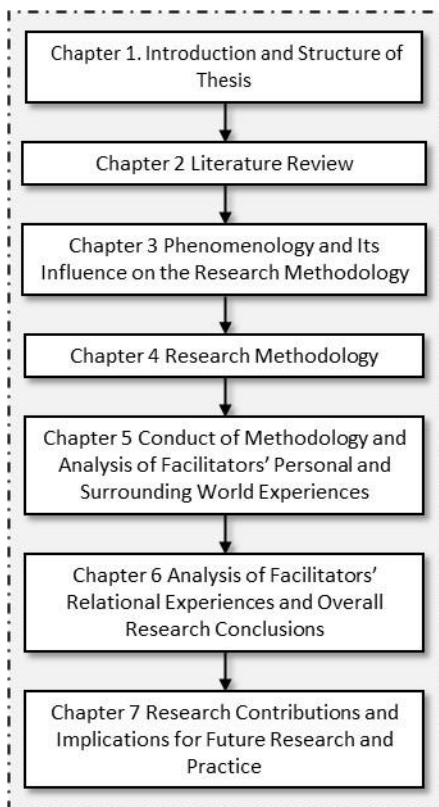 Chapter 1. Introduction and Structure of
Thesis
Chapter 2 Literature Review
Chapter 3 Phenomenology and Its
Influence on the Research Methodology
Chapter 4 Research Methodology
Chapter 5 Conduct of Methodology and
Analysis of Facilitators’ Personal and
Surrounding World Experiences
Chapter 6 Analysis of Facilitators’
Relational Experiences and Overall
Research Conclusions
Chapter 7 Research Contributions and
Implications for Future Research and
Practice